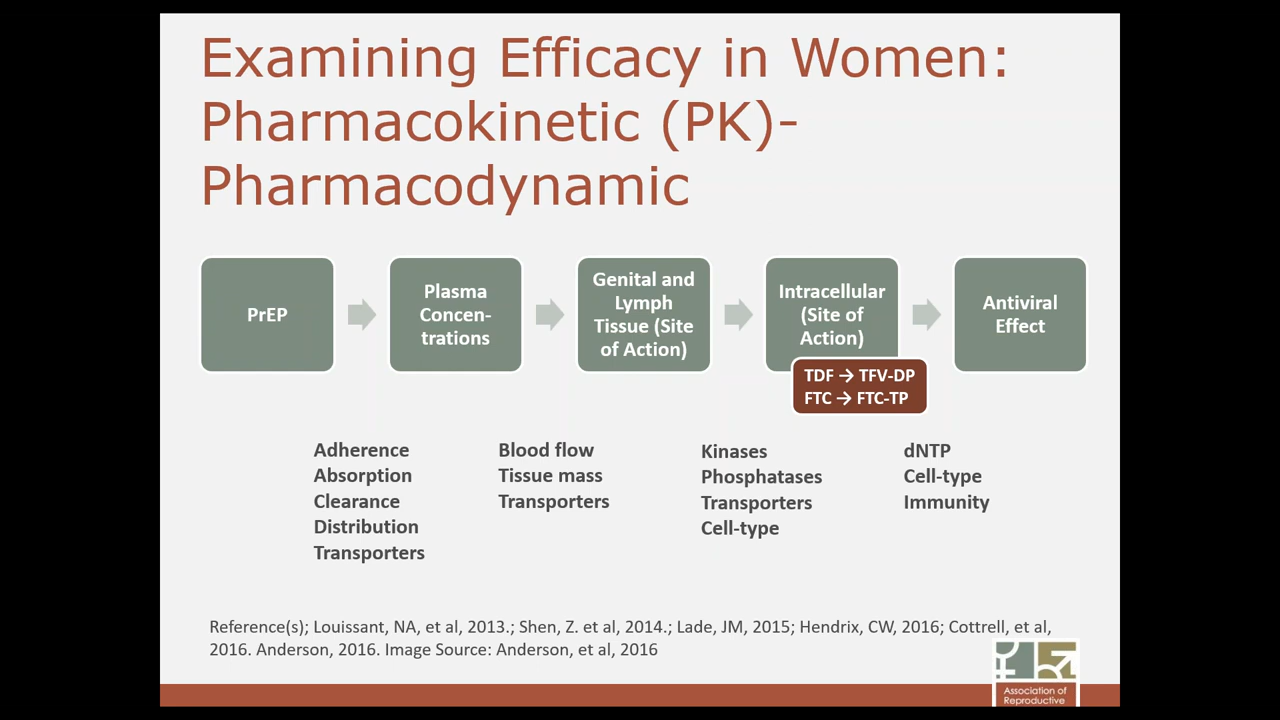 Examining Efficacy in Women:
Pharmacokinetic (PK)-
Pharmacodynamic
PrEP
Plasma
Concen-
trations
Genital and
Lymph
Tissue (Site
of Action)
Intracellular
(Site of
Action)
TDF → TFV-DP
FTC → FTC-TP
Antiviral
Effect
Adherence
Absorption
Clearance
Distribution
Transporters
Blood flow
Tissue mass
Transporters
Kinases
Phosphatases
Transporters
Cell-type
dNTP
Cell-type
Immunity
Reference(s); Louissant, NA, et al, 2013.; Shen, Z. et al, 2014.; Lade, JM, 2015; Hendrix, CW, 2016; Cottrell, et al,
2016. Anderson, 2016. Image Source: Anderson, et al, 2016
Association of
Reproductive